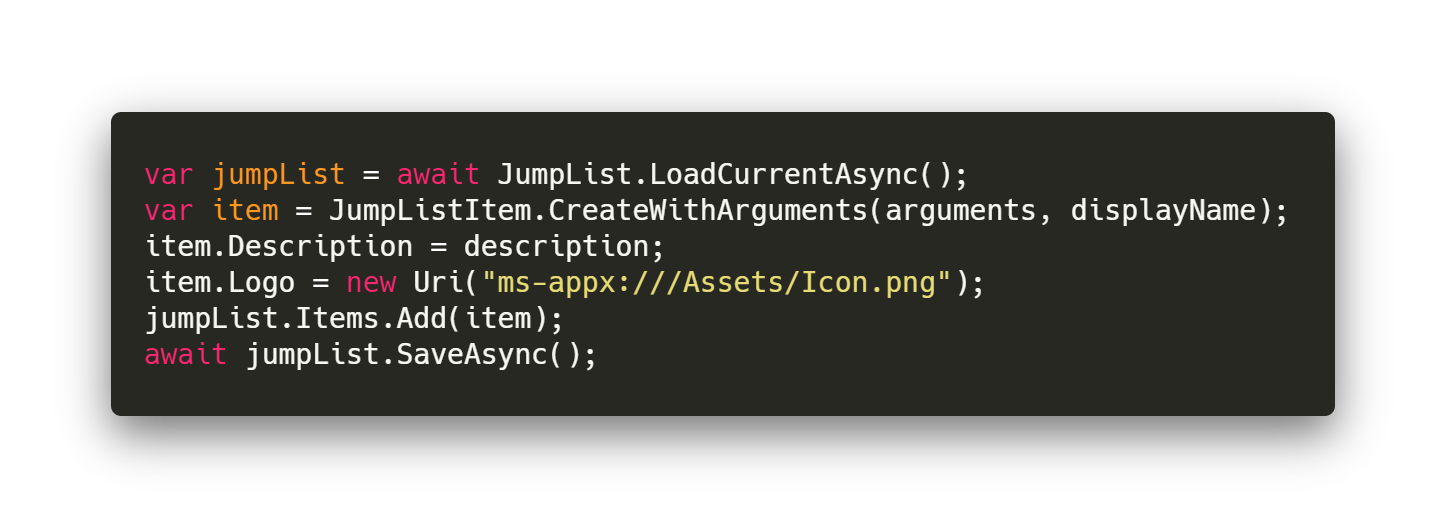 var jumpList = await JumpList.LoadCurrentAsync();
var item = JumpListItem.CreateWithArguments(arguments, displayName);
item.Description = description;
item.Logo = new Uri("ms-appx:///Assets/Icon.png");
jumpList.Items.Add(item);
await jumpList.SaveAsync();